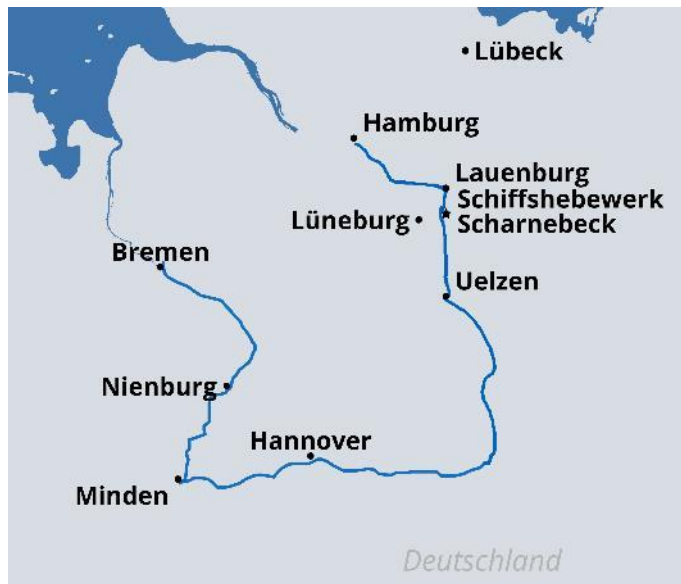 Lübeck
Hamburg
Lauenburg
Schiffshebewerk
Lüneburg
Scharnebeck
Bremen
Uelzen
Nienburg
Hannover
Minden
Deutschland